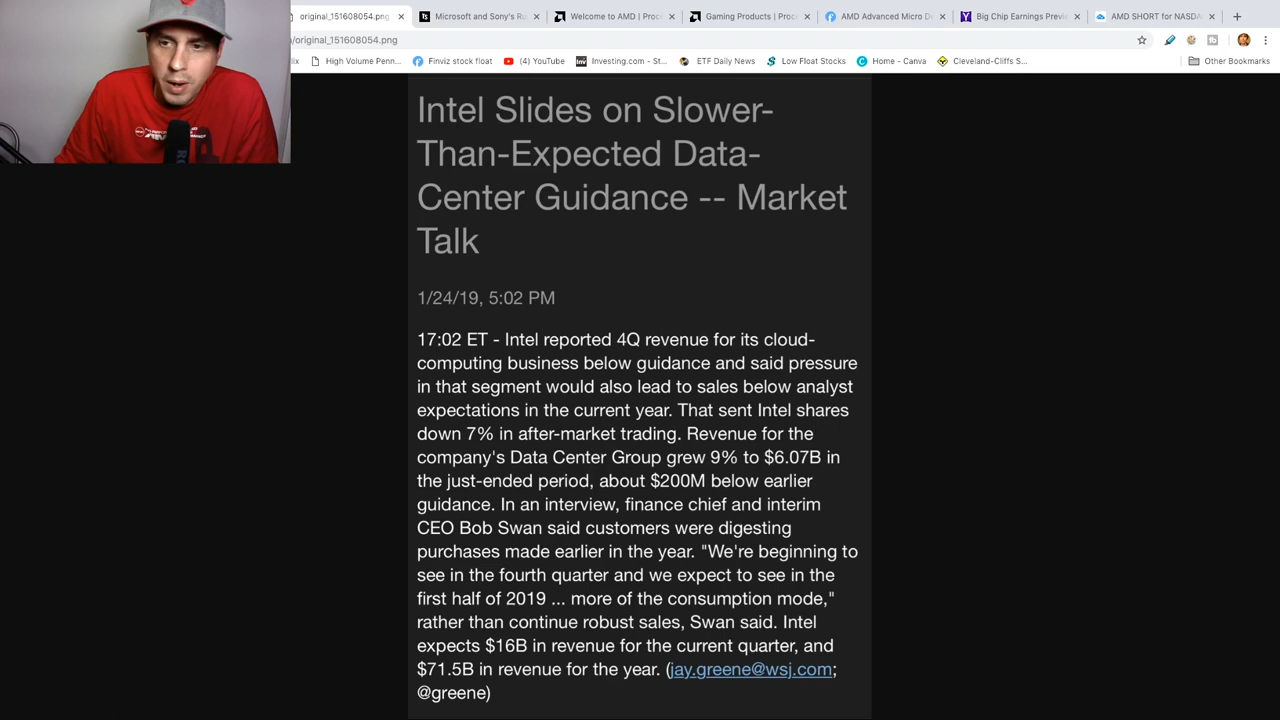 original_151608054.png
Microsoft and Sony's Ru
Welcome to AMD | Proce
Gaming Products | Proce
AMD Advanced Micro De
Big Chip Earnings Previe
AMD SHORT for NASDA
/original_151608054.png
High Volume Penn...
Finviz stock float
(4) YouTube
Investing.com - St...
ETF Daily News
Low Float Stocks
Home - Canva
Cleveland-Cliffs S...
Other Bookmarks
Intel Slides on Slower-
Than-Expected Data-
Center Guidance -- Market
Talk
1/24/19, 5:02 PM
17:02 ET - Intel reported 4Q revenue for its cloud-
computing business below guidance and said pressure
in that segment would also lead to sales below analyst
expectations in the current year. That sent Intel shares
down 7% in after-market trading. Revenue for the
company's Data Center Group grew 9% to $6.07B in
the just-ended period, about $200M below earlier
guidance. In an interview, finance chief and interim
CEO Bob Swan said customers were digesting
purchases made earlier in the year. "We're beginning to
see in the fourth quarter and we expect to see in the
first half of 2019 ... more of the consumption mode,"
rather than continue robust sales, Swan said. Intel
expects $16B in revenue for the current quarter, and
$71.5B in revenue for the year. (jay.greene@wsj.com;
@greene)